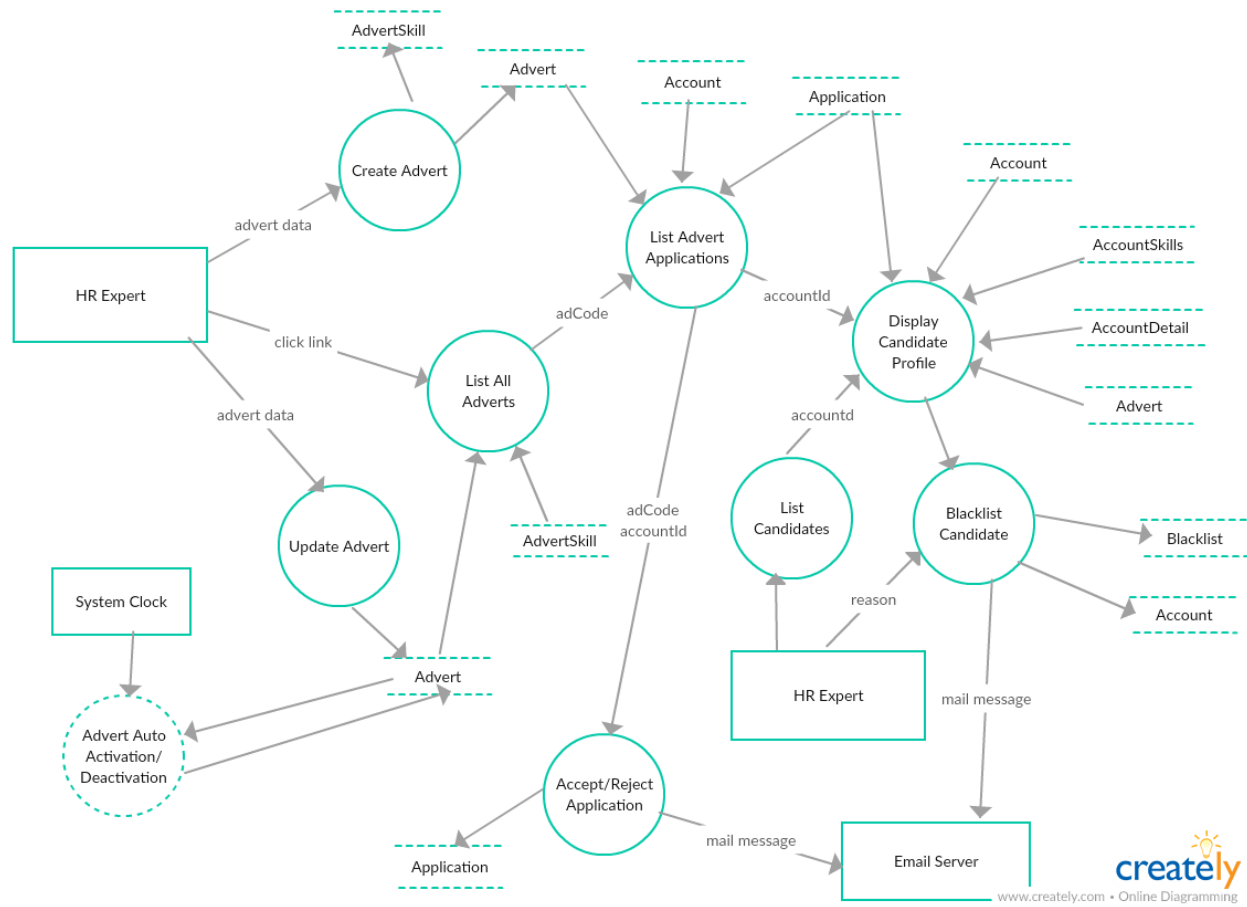 AdvertSkill
Advert
Account
Application
Create Advert
Account
advert data
List Advert
Applications
AccountSkills
HR Expert
accountId
adCode
click link
Display
Candidate
Profile
AccountDetail
List All
Adverts
advert data
accountd
Advert
adCode
accountId
List
Candidates
Blacklist
Candidate
Update Advert
AdvertSkill
Blacklist
System Clock
reason
Account
Advert
HR Expert
mail message
Advert Auto
Activation/
Deactivation
Accept/Reject
Application
mail message
Application
Email Server
creately
www.creately.com • Online Diagramming